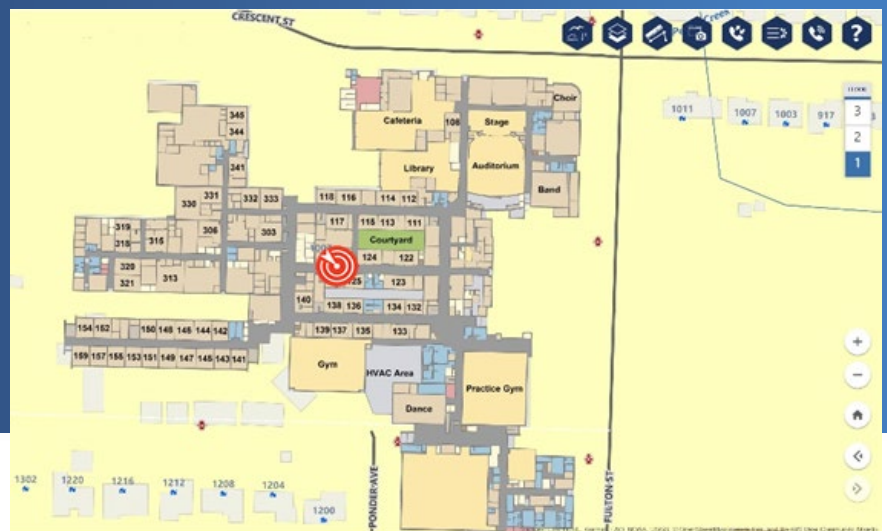 CRESCENT ST
Choir
Cafeteria
108
Stage
Library
Auditorium
Band
345
344
341
331
330
332 333
118 116 114 112
117
115 113 111
Courtyard
124 122
319
318
315
306
303
320
321
313
123
140
138 136 134 132
154 152 150 148 146 144 142
139 137 135 133
159 157 155 153 151 149 147 145 143 141
Gym
HVAC Area
Practice Gym
Dance
1302 1220 1216 1212 1208 1204
1200
PONDER AVE
FULTON ST
1011 1007 1003 917
3
2
1
?
+
−